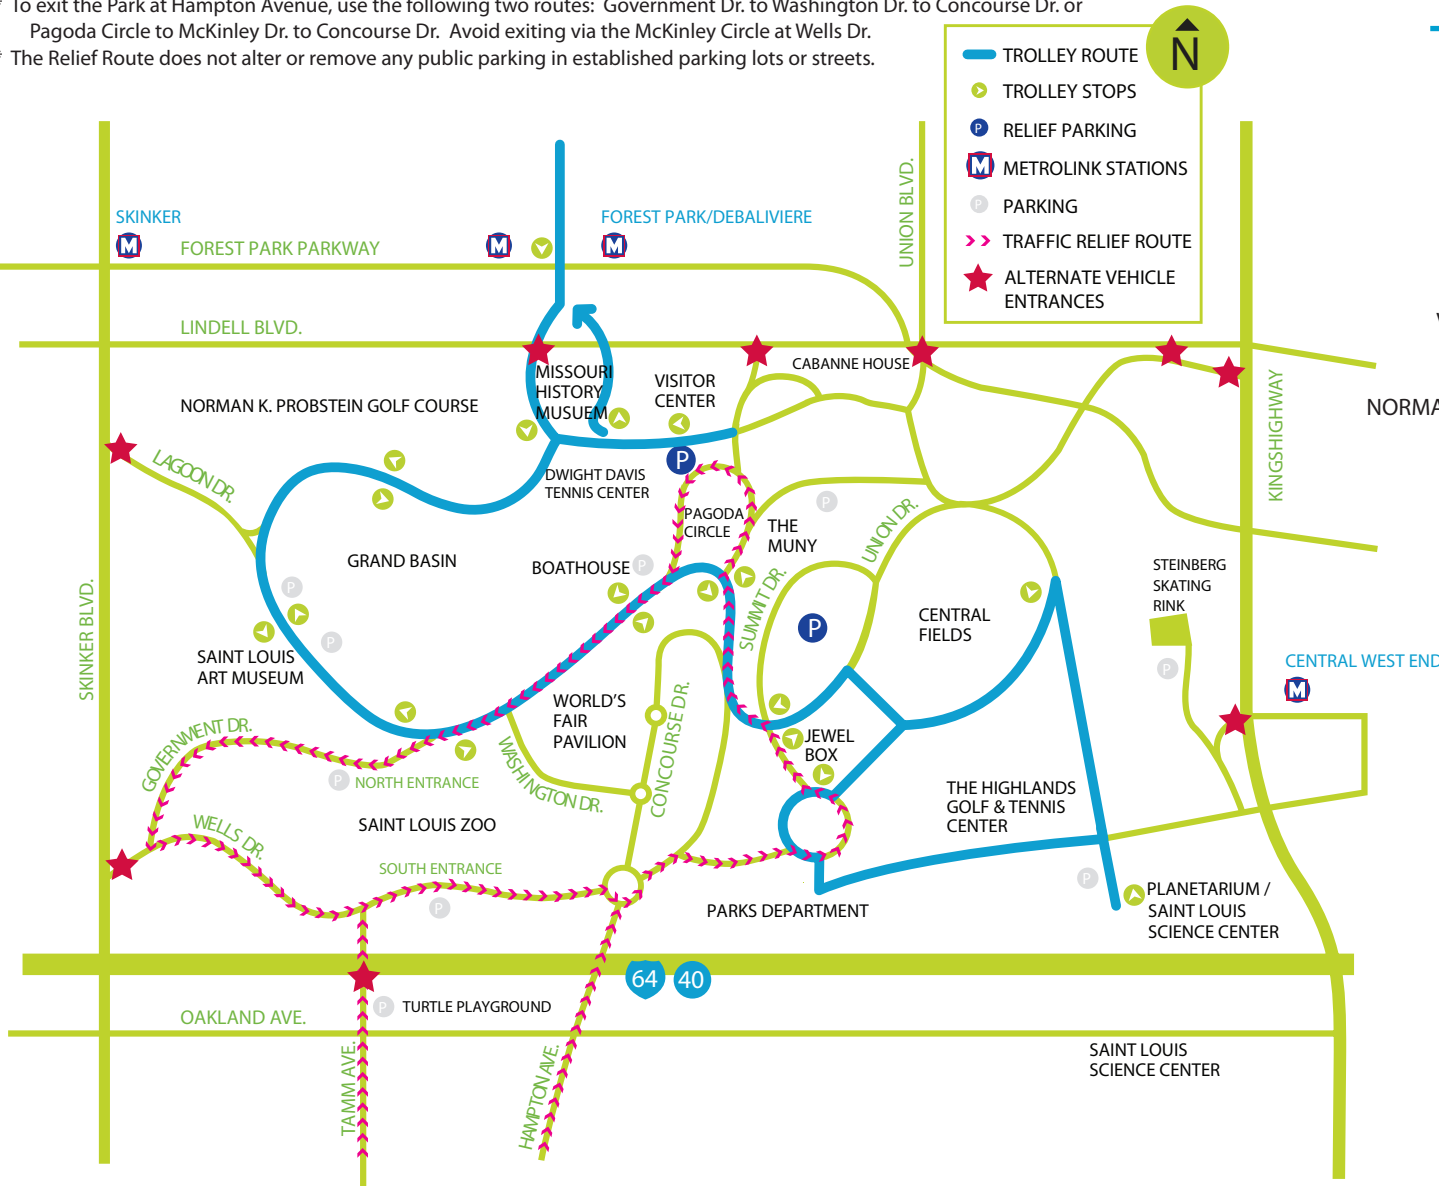 * To exit the Park at Hampton Avenue, use the following two routes: Government Dr. to Washington Dr. to Concourse Dr. or
Pagoda Circle to McKinley Dr. to Concourse Dr. Avoid exiting via the McKinley Circle at Wells Dr.
* The Relief Route does not alter or remove any public parking in established parking lots or streets.
N
TROLLEY ROUTE
TROLLEY STOPS
P RELIEF PARKING
M METROLINK STATIONS
P PARKING
TRAFFIC RELIEF ROUTE
ALTERNATE VEHICLE
ENTRANCES
UNION BLVD.
SKINKER
M
FOREST PARK PARKWAY
M
FOREST PARK/DEBALIVIERE
M
LINDELL BLVD.
CABANNE HOUSE
MISSOURI
HISTORY
MUSUEM
VISITOR
CENTER
NORMAN K. PROBSTEIN GOLF COURSE
NORMA
KINGSHIGHWAY
LAGOON DR.
P
DWIGHT DAVIS
TENNIS CENTER
PAGODA
CIRCLE
P
THE
MUNY
UNION DR.
GRAND BASIN
BOATHOUSE
P
P
STEINBERG
SKATING
RINK
SUMMIT DR.
P
CENTRAL
FIELDS
SKINKER BLVD.
P
SAINT LOUIS
ART MUSEUM
P
CENTRAL WEST END
M
WORLD'S
FAIR
PAVILION
CONCOURSE DR.
JEWEL
BOX
GOVERNMENT DR.
WASHINGTON DR.
P
NORTH ENTRANCE
THE HIGHLANDS
GOLF & TENNIS
CENTER
WELLS DR.
SAINT LOUIS ZOO
SOUTH ENTRANCE
P
PARKS DEPARTMENT
P
PLANETARIUM /
SAINT LOUIS
SCIENCE CENTER
64
40
P
TURTLE PLAYGROUND
OAKLAND AVE.
TAMM AVE.
HAMPTON AVE.
SAINT LOUIS
SCIENCE CENTER